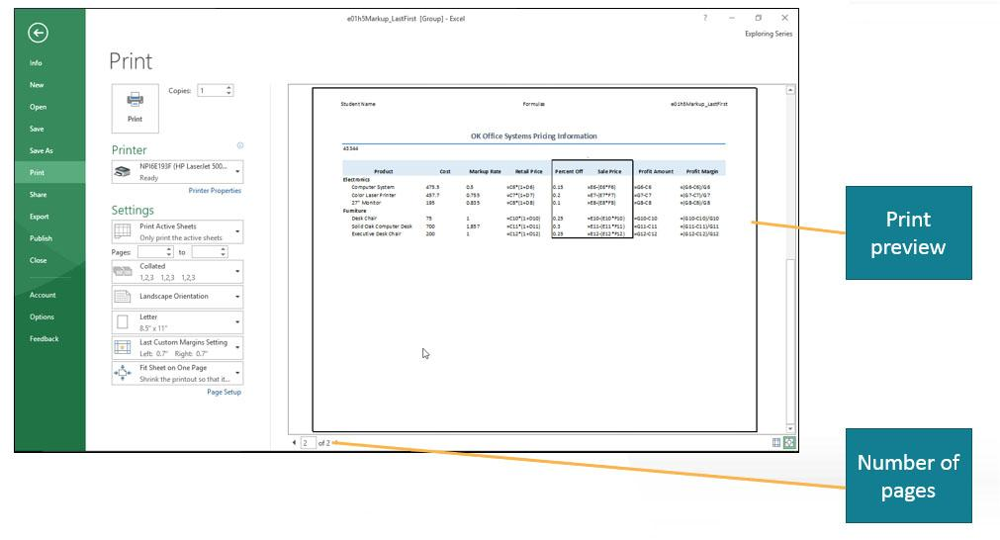 e01h5Markup_LastFirst [Group] - Excel
?
Exploring Series
Info
New
Open
Save
Save As
Print
Share
Export
Publish
Close
Account
Options
Feedback
Print
Print
Copies: 1
Printer
NPI6E193F (HP LaserJet 500...
Ready
Printer Properties
Settings
Print Active Sheets
Only print the active sheets
Pages: to
Collated
1,2,3 1,2,3 1,2,3
Landscape Orientation
Letter
8.5" x 11"
Last Custom Margins Setting
Left: 0.7" Right: 0.7"
Fit Sheet on One Page
Shrink the printout so that it...
Page Setup
Student Name Formulas e01h5Markup_LastFirst
OK Office Systems Pricing Information
43344
Product Cost Markup Rate Retail Price Percent Off Sale Price Profit Amount Profit Margin
Electronics
Computer System 475.5 0.5 =C6*(1+D6) 0.15 =E6-(E6*F6) =G6-C6 =(G6-C6)/G6
Color Laser Printer 457.7 0.755 =C7*(1+D7) 0.2 =E7-(E7*F7) =G7-C7 =(G7-C7)/G7
27" Monitor 195 0.835 =C8*(1+D8) 0.1 =E8-(E8*F8) =G8-C8 =(G8-C8)/G8
Furniture
Desk Chair 75 1 =C10*(1+D10) 0.25 =E10-(E10*F10) =G10-C10 =(G10-C10)/G10
Solid Oak Computer Desk 700 1.857 =C11*(1+D11) 0.3 =E11-(E11*F11) =G11-C11 =(G11-C11)/G11
Executive Desk Chair 200 1 =C12*(1+D12) 0.25 =E12-(E12*F12) =G12-C12 =(G12-C12)/G12
2 of 2
Print
preview
Number of
pages